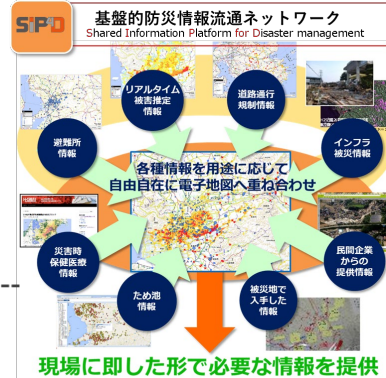 SIPD
基盤的防災情報流通ネットワーク
Shared Information Platform for Disaster management
リアルタイム
被害推定
情報
道路通行
規制情報
避難所
情報
インフラ
被災情報
各種情報を用途に応じて
自由自在に電子地図へ重ね合わせ
災害時
保健医療
情報
民間企業
からの
提供情報
ため池
情報
被災地で
入手した
情報
現場に即した形で必要な情報を提供